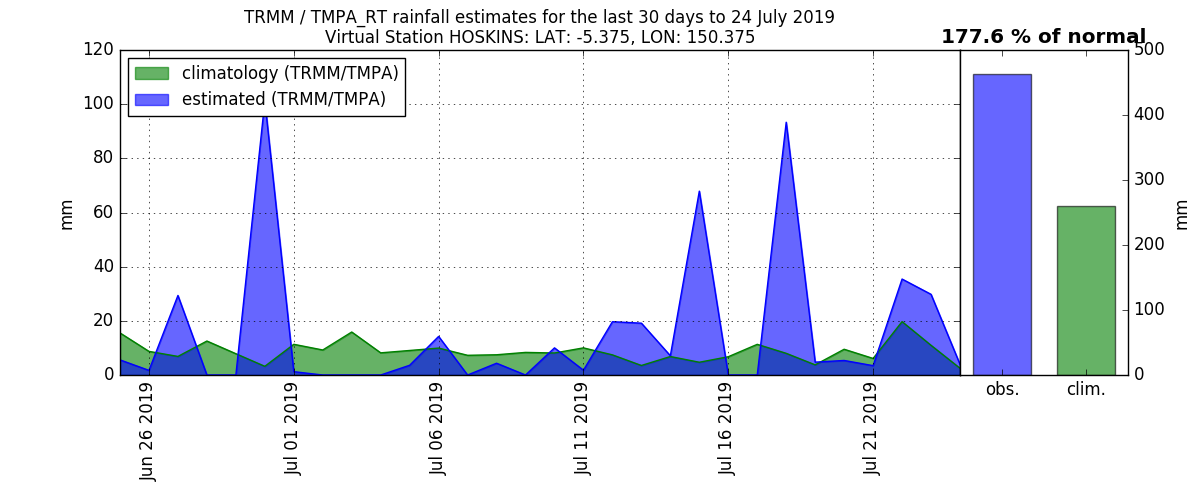 TRMM / TMPA_RT rainfall estimates for the last 30 days to 24 July 2019
Virtual Station HOSKINS: LAT: -5.375, LON: 150.375
177.6 % of normal
climatology (TRMM/TMPA)
estimated (TRMM/TMPA)
mm
120
100
80
60
40
20
0
Jun 26 2019
Jul 01 2019
Jul 06 2019
Jul 11 2019
Jul 16 2019
Jul 21 2019
obs.
clim.
500
400
300
200
100
0
mm